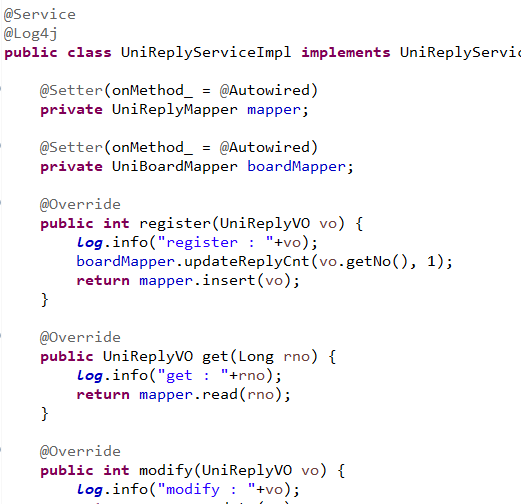 @Service
@Log4j
public class UniReplyServiceImpl implements UniReplyServic
@Setter(onMethod_ = @Autowired)
private UniReplyMapper mapper;
@Setter(onMethod_ = @Autowired)
private UniBoardMapper boardMapper;
@Override
public int register(UniReplyVO vo) {
log.info("register : "+vo);
boardMapper.updateReplyCnt(vo.getNo(), 1);
return mapper.insert(vo);
}
@Override
public UniReplyVO get(Long rno) {
log.info("get : "+rno);
return mapper.read(rno);
}
@Override
public int modify(UniReplyVO vo) {
log.info("modify : "+vo);